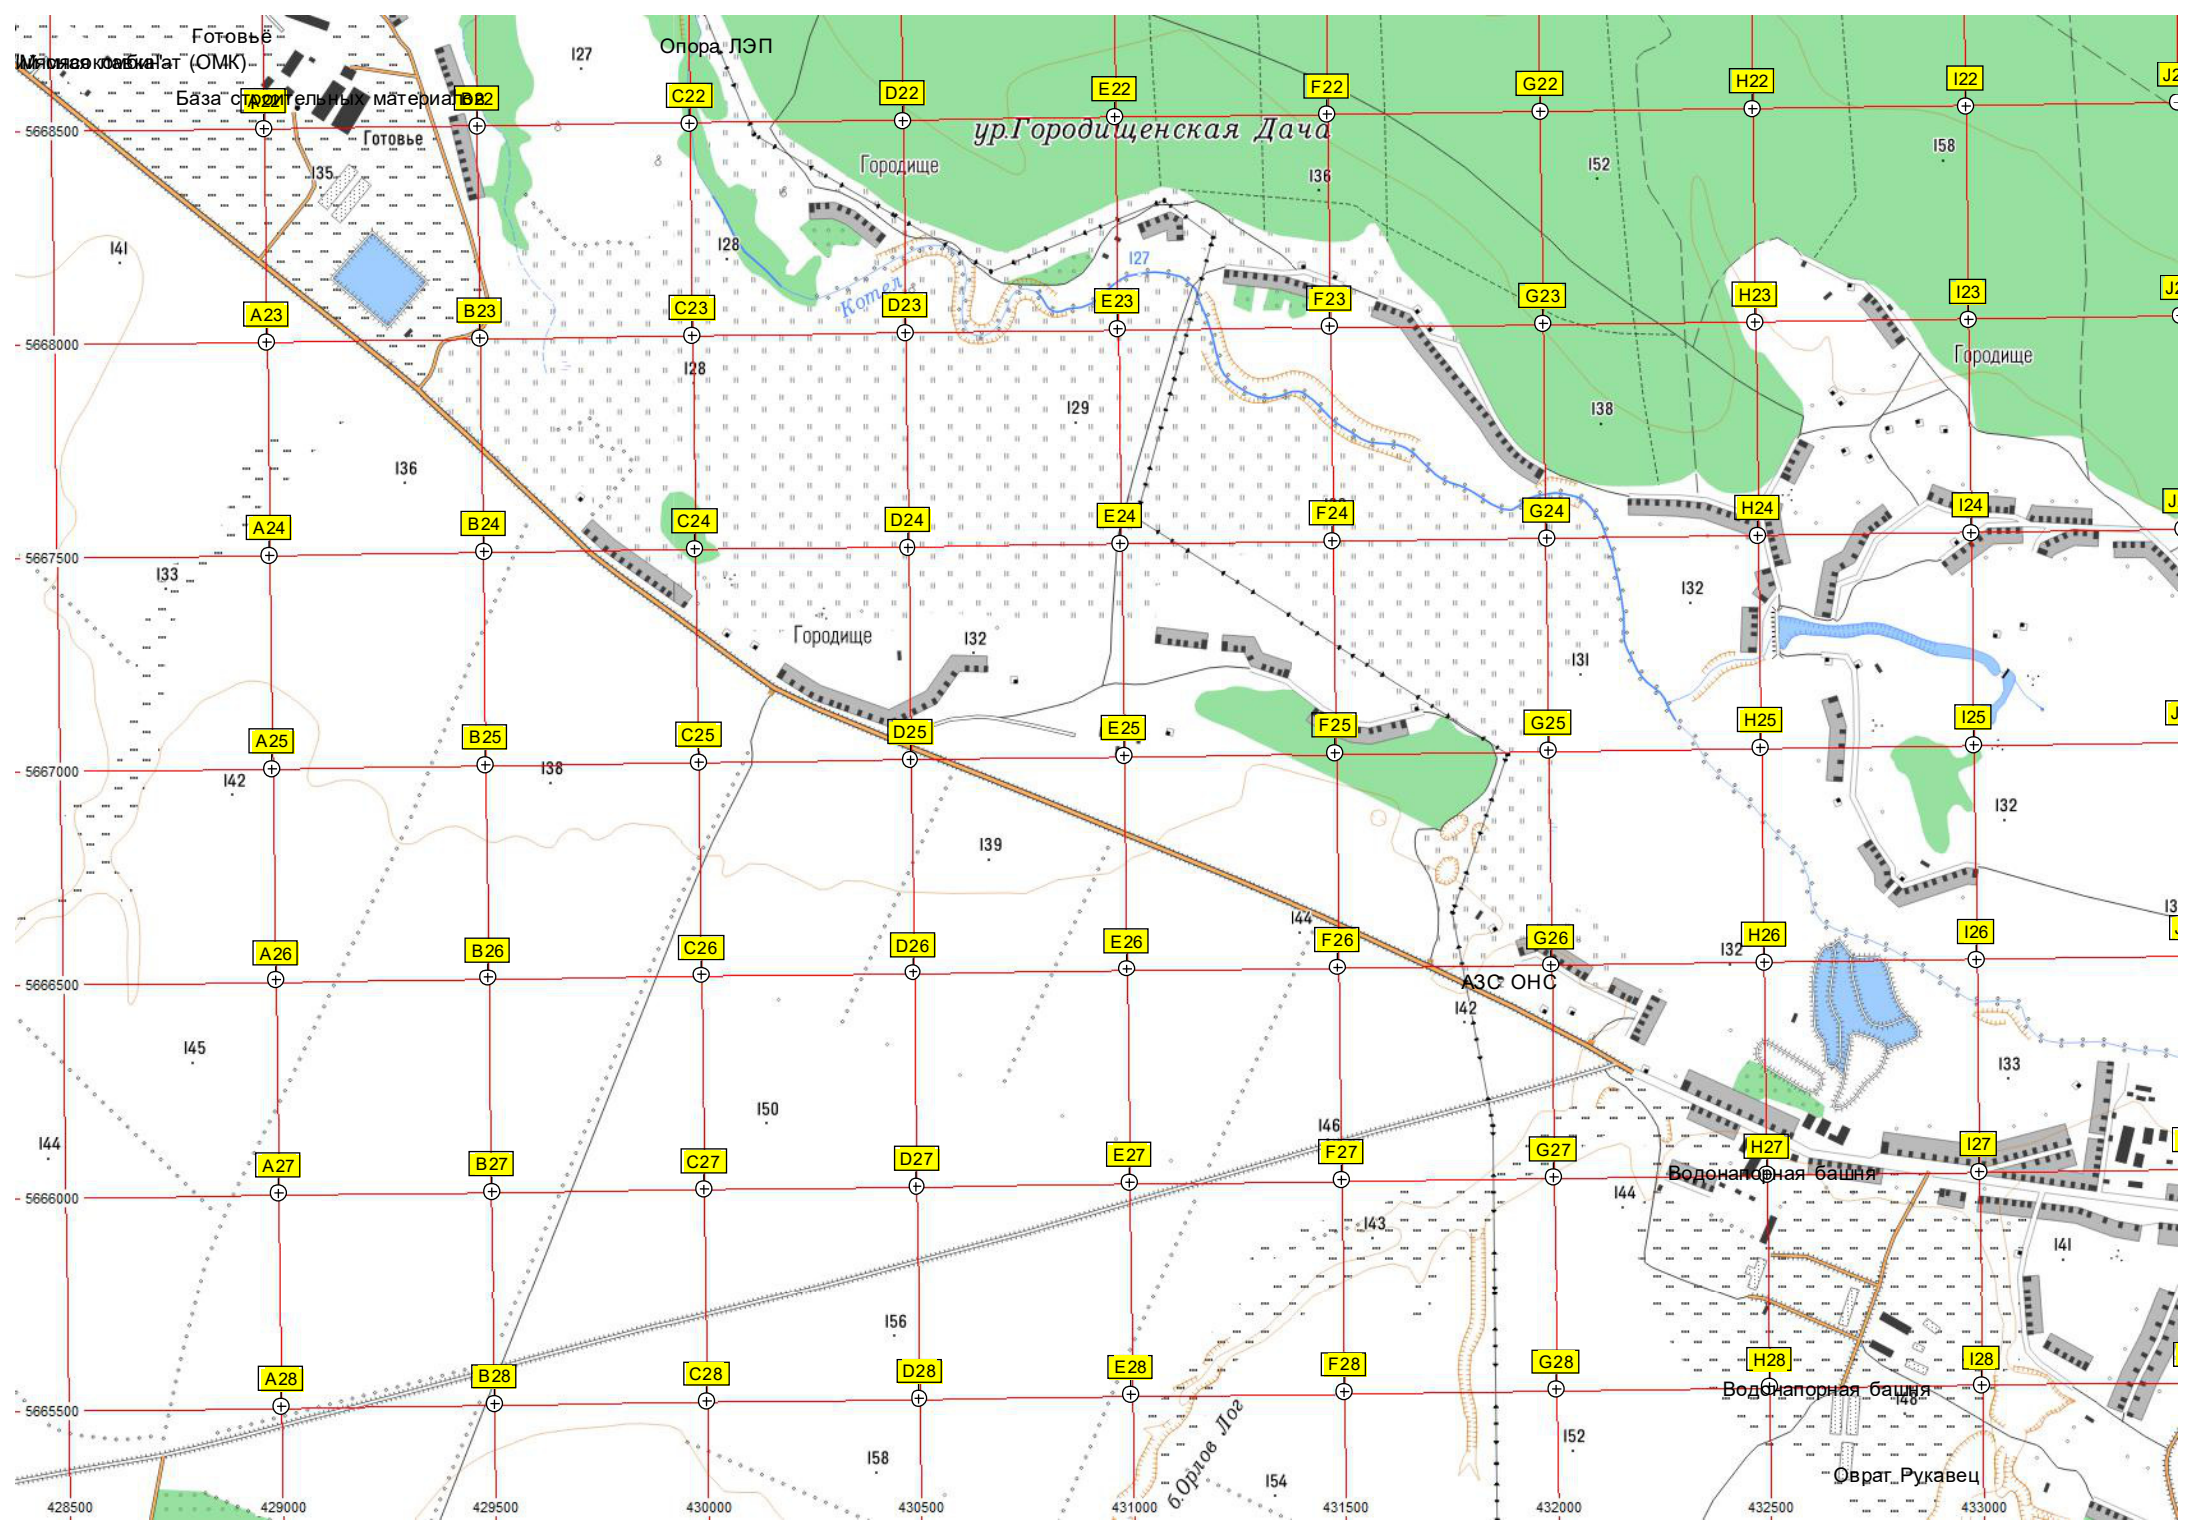 Готовьё
Опора ЛЭП
База строительных материалов
Готовье
127
135
141
136
133
142
145
144
128
128
129
127
136
152
158
138
132
131
132
132
132
138
139
144
142
150
146
144
143
133
141
156
158
154
152
148
ур.Городищенская Дача
Городище
Котел
Городище
Городище
АЗС ОНС
Водонапорная башня
Водонапорная башня
Овраг Рукавец
б.Орлов Лог
A22 B22 C22 D22 E22 F22 G22 H22 I22
A23 B23 C23 D23 E23 F23 G23 H23 I23
A24 B24 C24 D24 E24 F24 G24 H24 I24
A25 B25 C25 D25 E25 F25 G25 H25 I25
A26 B26 C26 D26 E26 F26 G26 H26 I26
A27 B27 C27 D27 E27 F27 G27 H27 I27
A28 B28 C28 D28 E28 F28 G28 H28 I28
5668500
5668000
5667500
5667000
5666500
5666000
5665500
428500 429000 429500 430000 430500 431000 431500 432000 432500 433000